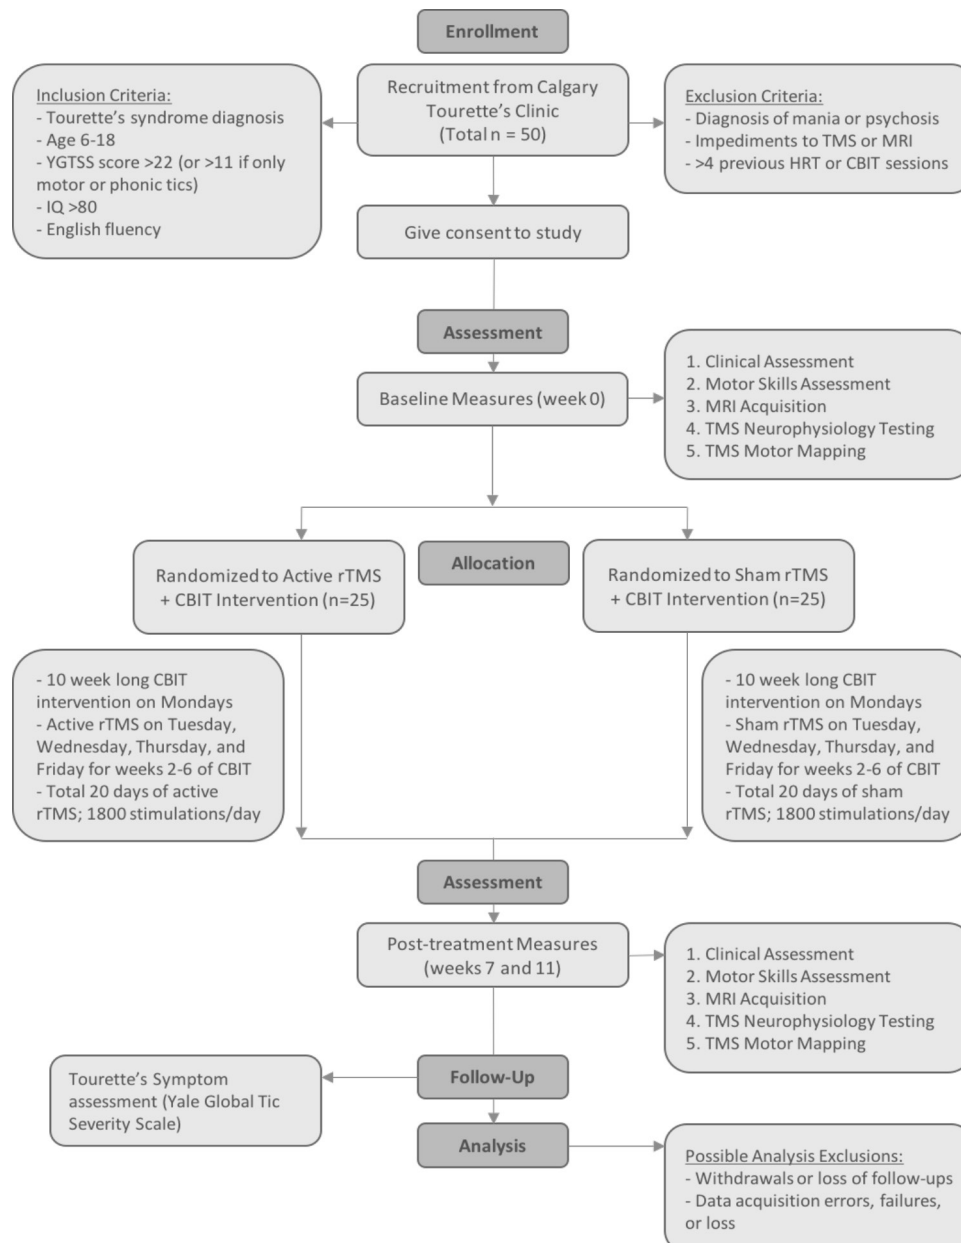 Enrollment
Inclusion Criteria:
- Tourette's syndrome diagnosis
- Age 6-18
- YGTSS score >22 (or >11 if only
motor or phonic tics)
- IQ >80
- English fluency
Recruitment from Calgary
Tourette's Clinic
(Total n = 50)
Exclusion Criteria:
- Diagnosis of mania or psychosis
- Impediments to TMS or MRI
- >4 previous HRT or CBIT sessions
Give consent to study
Assessment
Baseline Measures (week 0)
1. Clinical Assessment
2. Motor Skills Assessment
3. MRI Acquisition
4. TMS Neurophysiology Testing
5. TMS Motor Mapping
Allocation
Randomized to Active rTMS
+ CBIT Intervention (n=25)
Randomized to Sham rTMS
+ CBIT Intervention (n=25)
- 10 week long CBIT
intervention on Mondays
- Active rTMS on Tuesday,
Wednesday, Thursday, and
Friday for weeks 2-6 of CBIT
- Total 20 days of active
rTMS; 1800 stimulations/day
- 10 week long CBIT
intervention on Mondays
- Sham rTMS on Tuesday,
Wednesday, Thursday, and
Friday for weeks 2-6 of CBIT
- Total 20 days of sham
rTMS; 1800 stimulations/day
Assessment
Post-treatment Measures
(weeks 7 and 11)
1. Clinical Assessment
2. Motor Skills Assessment
3. MRI Acquisition
4. TMS Neurophysiology Testing
5. TMS Motor Mapping
Follow-Up
Tourette's Symptom
assessment (Yale Global Tic
Severity Scale)
Analysis
Possible Analysis Exclusions:
- Withdrawals or loss of follow-ups
- Data acquisition errors, failures,
or loss